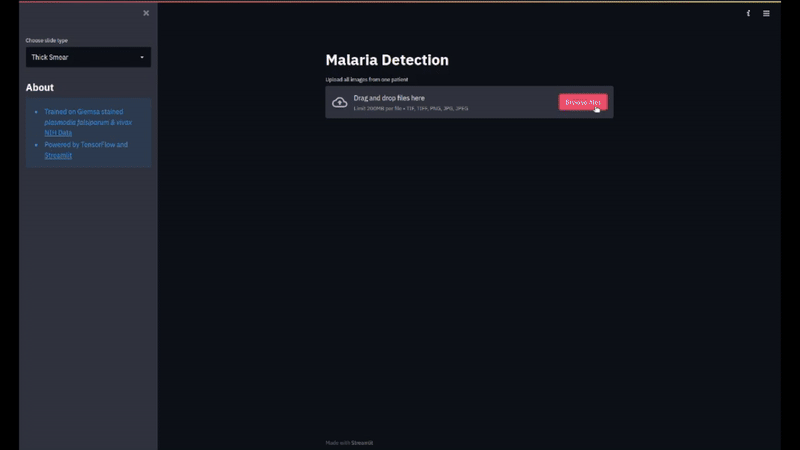 Choose slide type
Thick Smear
About
Trained on Giemsa stained
plasmodia falciparum & vivax
NIH Data
Powered by TensorFlow and
Streamlit
Malaria Detection
Upload all images from one patient
Drag and drop files here
Limit 200MB per file • TIF, TIFF, PNG, JPG, JPEG
Browse files
Made with Streamlit